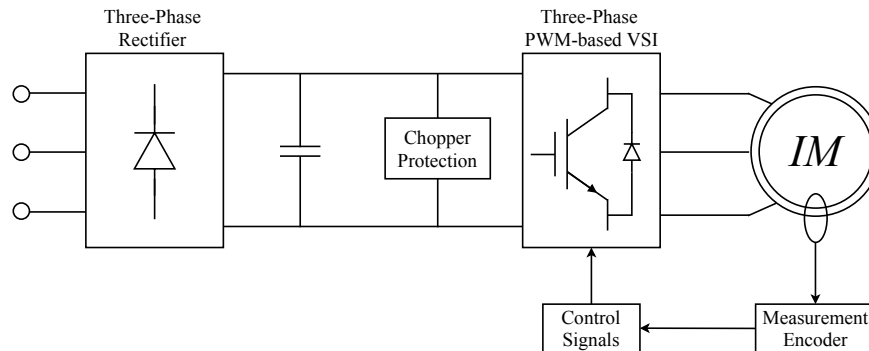 Three-Phase
Rectifier
Three-Phase
PWM-based VSI
Chopper
Protection
IM
Control
Signals
Measurement
Encoder